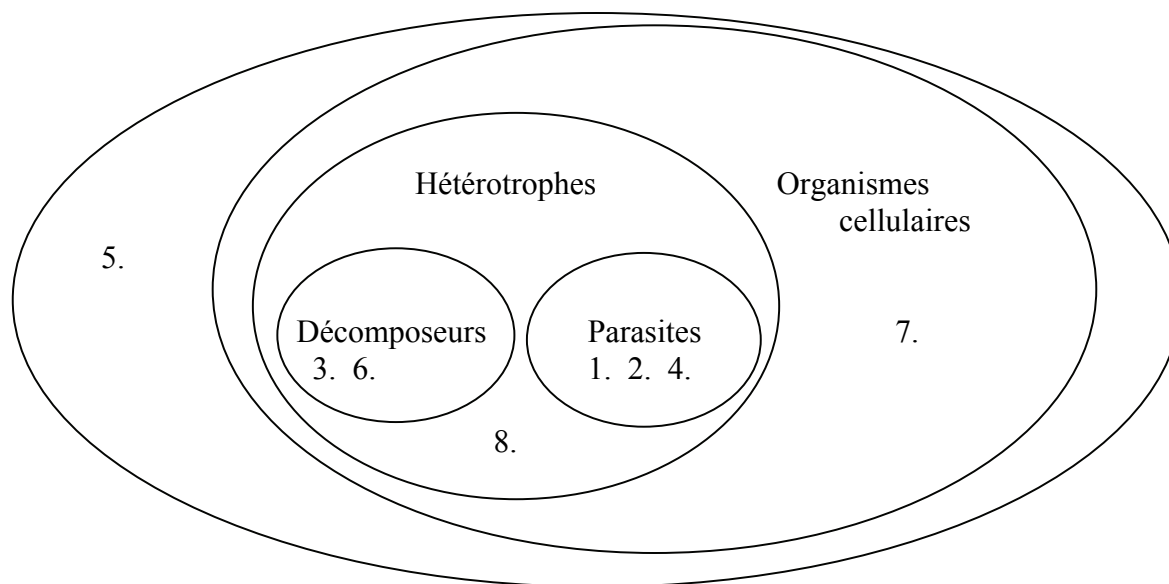 Hétérotrophes
Organismes
cellulaires
5.
Décomposeurs
3. 6.
Parasites
1. 2. 4.
7.
8.